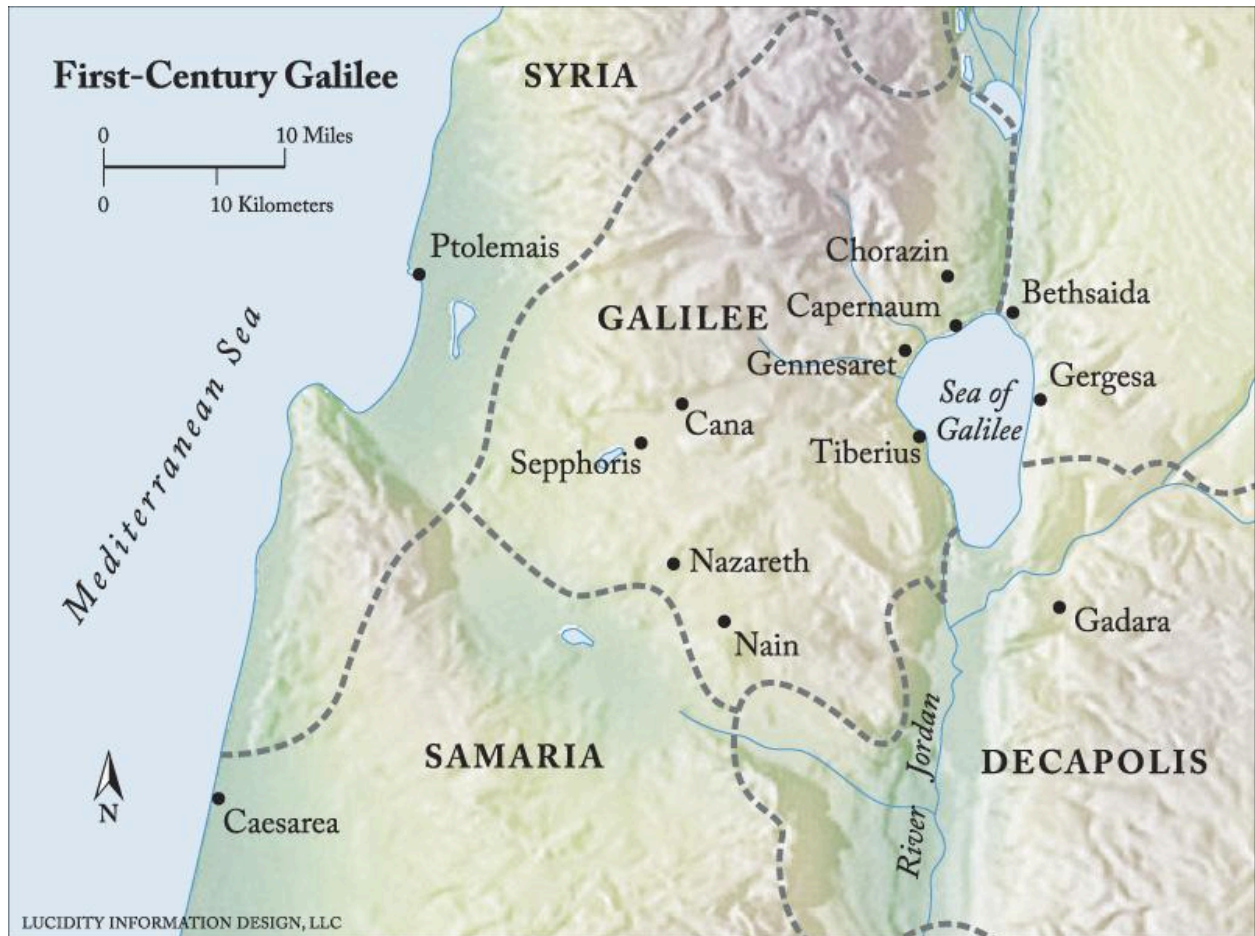 First-Century Galilee
0 10 Miles
0 10 Kilometers
SYRIA
Ptolemais
Chorazin
Capernaum
Bethsaida
GALILEE
Gennesaret
Gergesa
Sea of
Galilee
Cana
Tiberius
Sepphoris
Mediterranean Sea
Nazareth
Nain
Gadara
SAMARIA
River Jordan
DECAPOLIS
N
Caesarea
LUCIDITY INFORMATION DESIGN, LLC